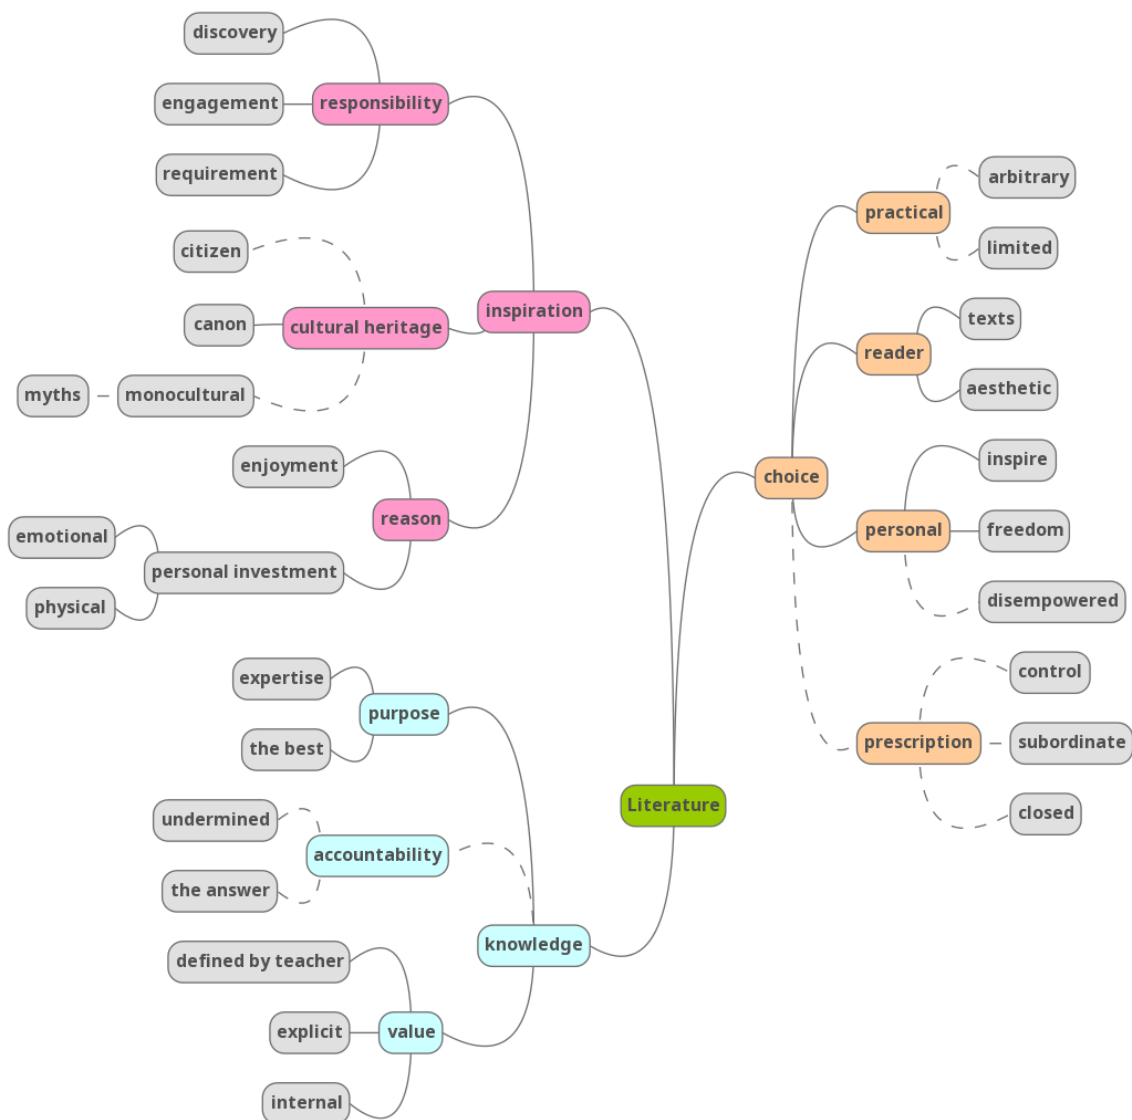 discovery
engagement
responsibility
requirement
citizen
canon
cultural heritage
inspiration
myths
monocultural
enjoyment
reason
emotional
personal investment
physical
expertise
purpose
the best
undermined
accountability
the answer
knowledge
defined by teacher
explicit
value
internal
Literature
choice
practical
arbitrary
limited
reader
texts
aesthetic
personal
inspire
freedom
disempowered
prescription
control
subordinate
closed